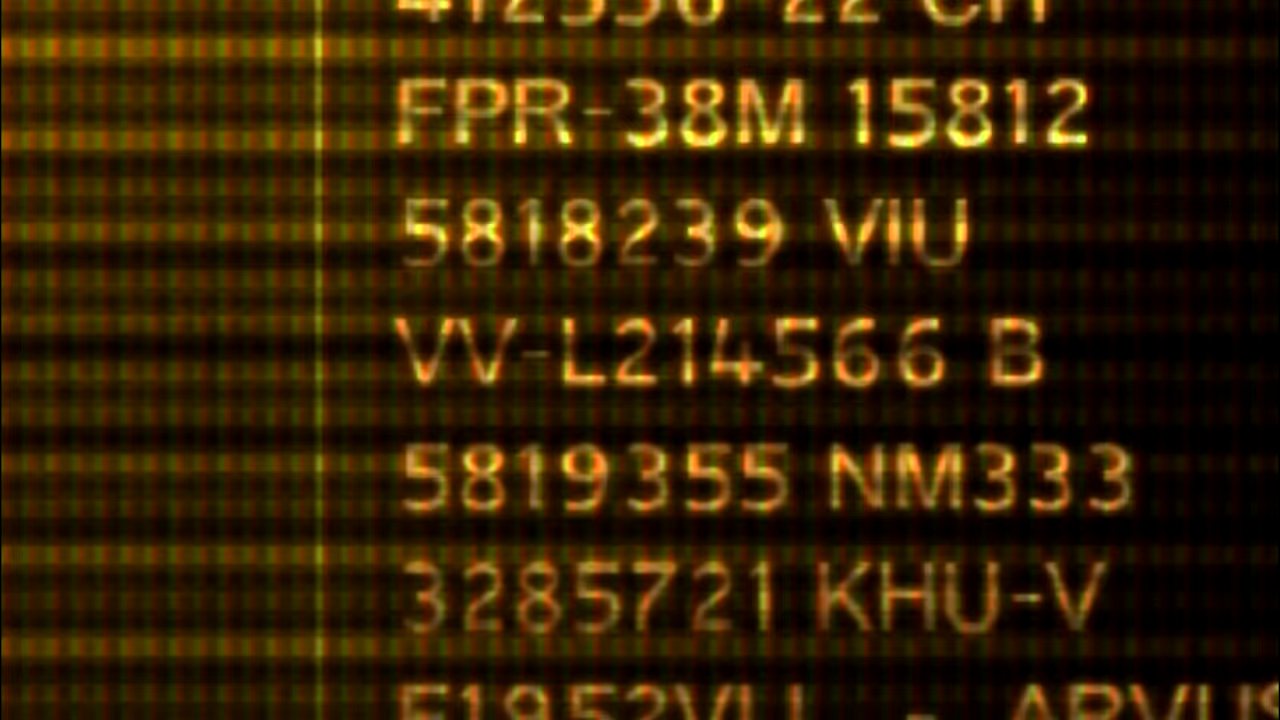 FPR-38M 15812
5818239 VIU
VV-L214566 B
5819355 NM333
3285721 KHU-V